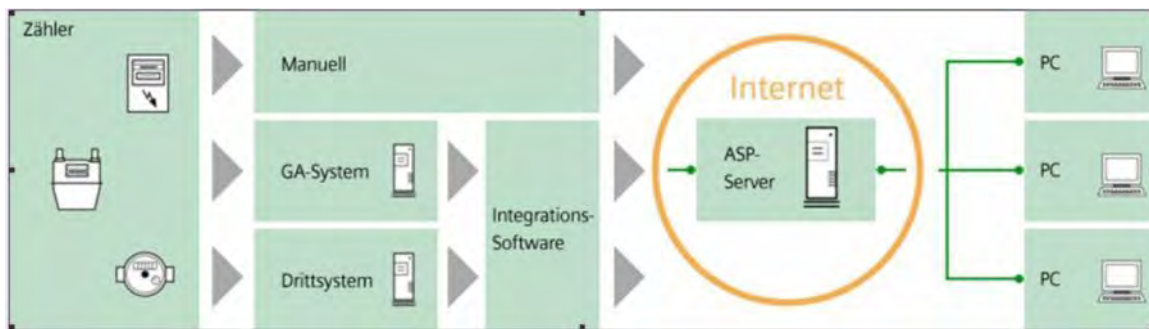 Zähler
Manuell
GA-System
Drittsystem
Integrations-
Software
Internet
ASP-
Server
PC
PC
PC